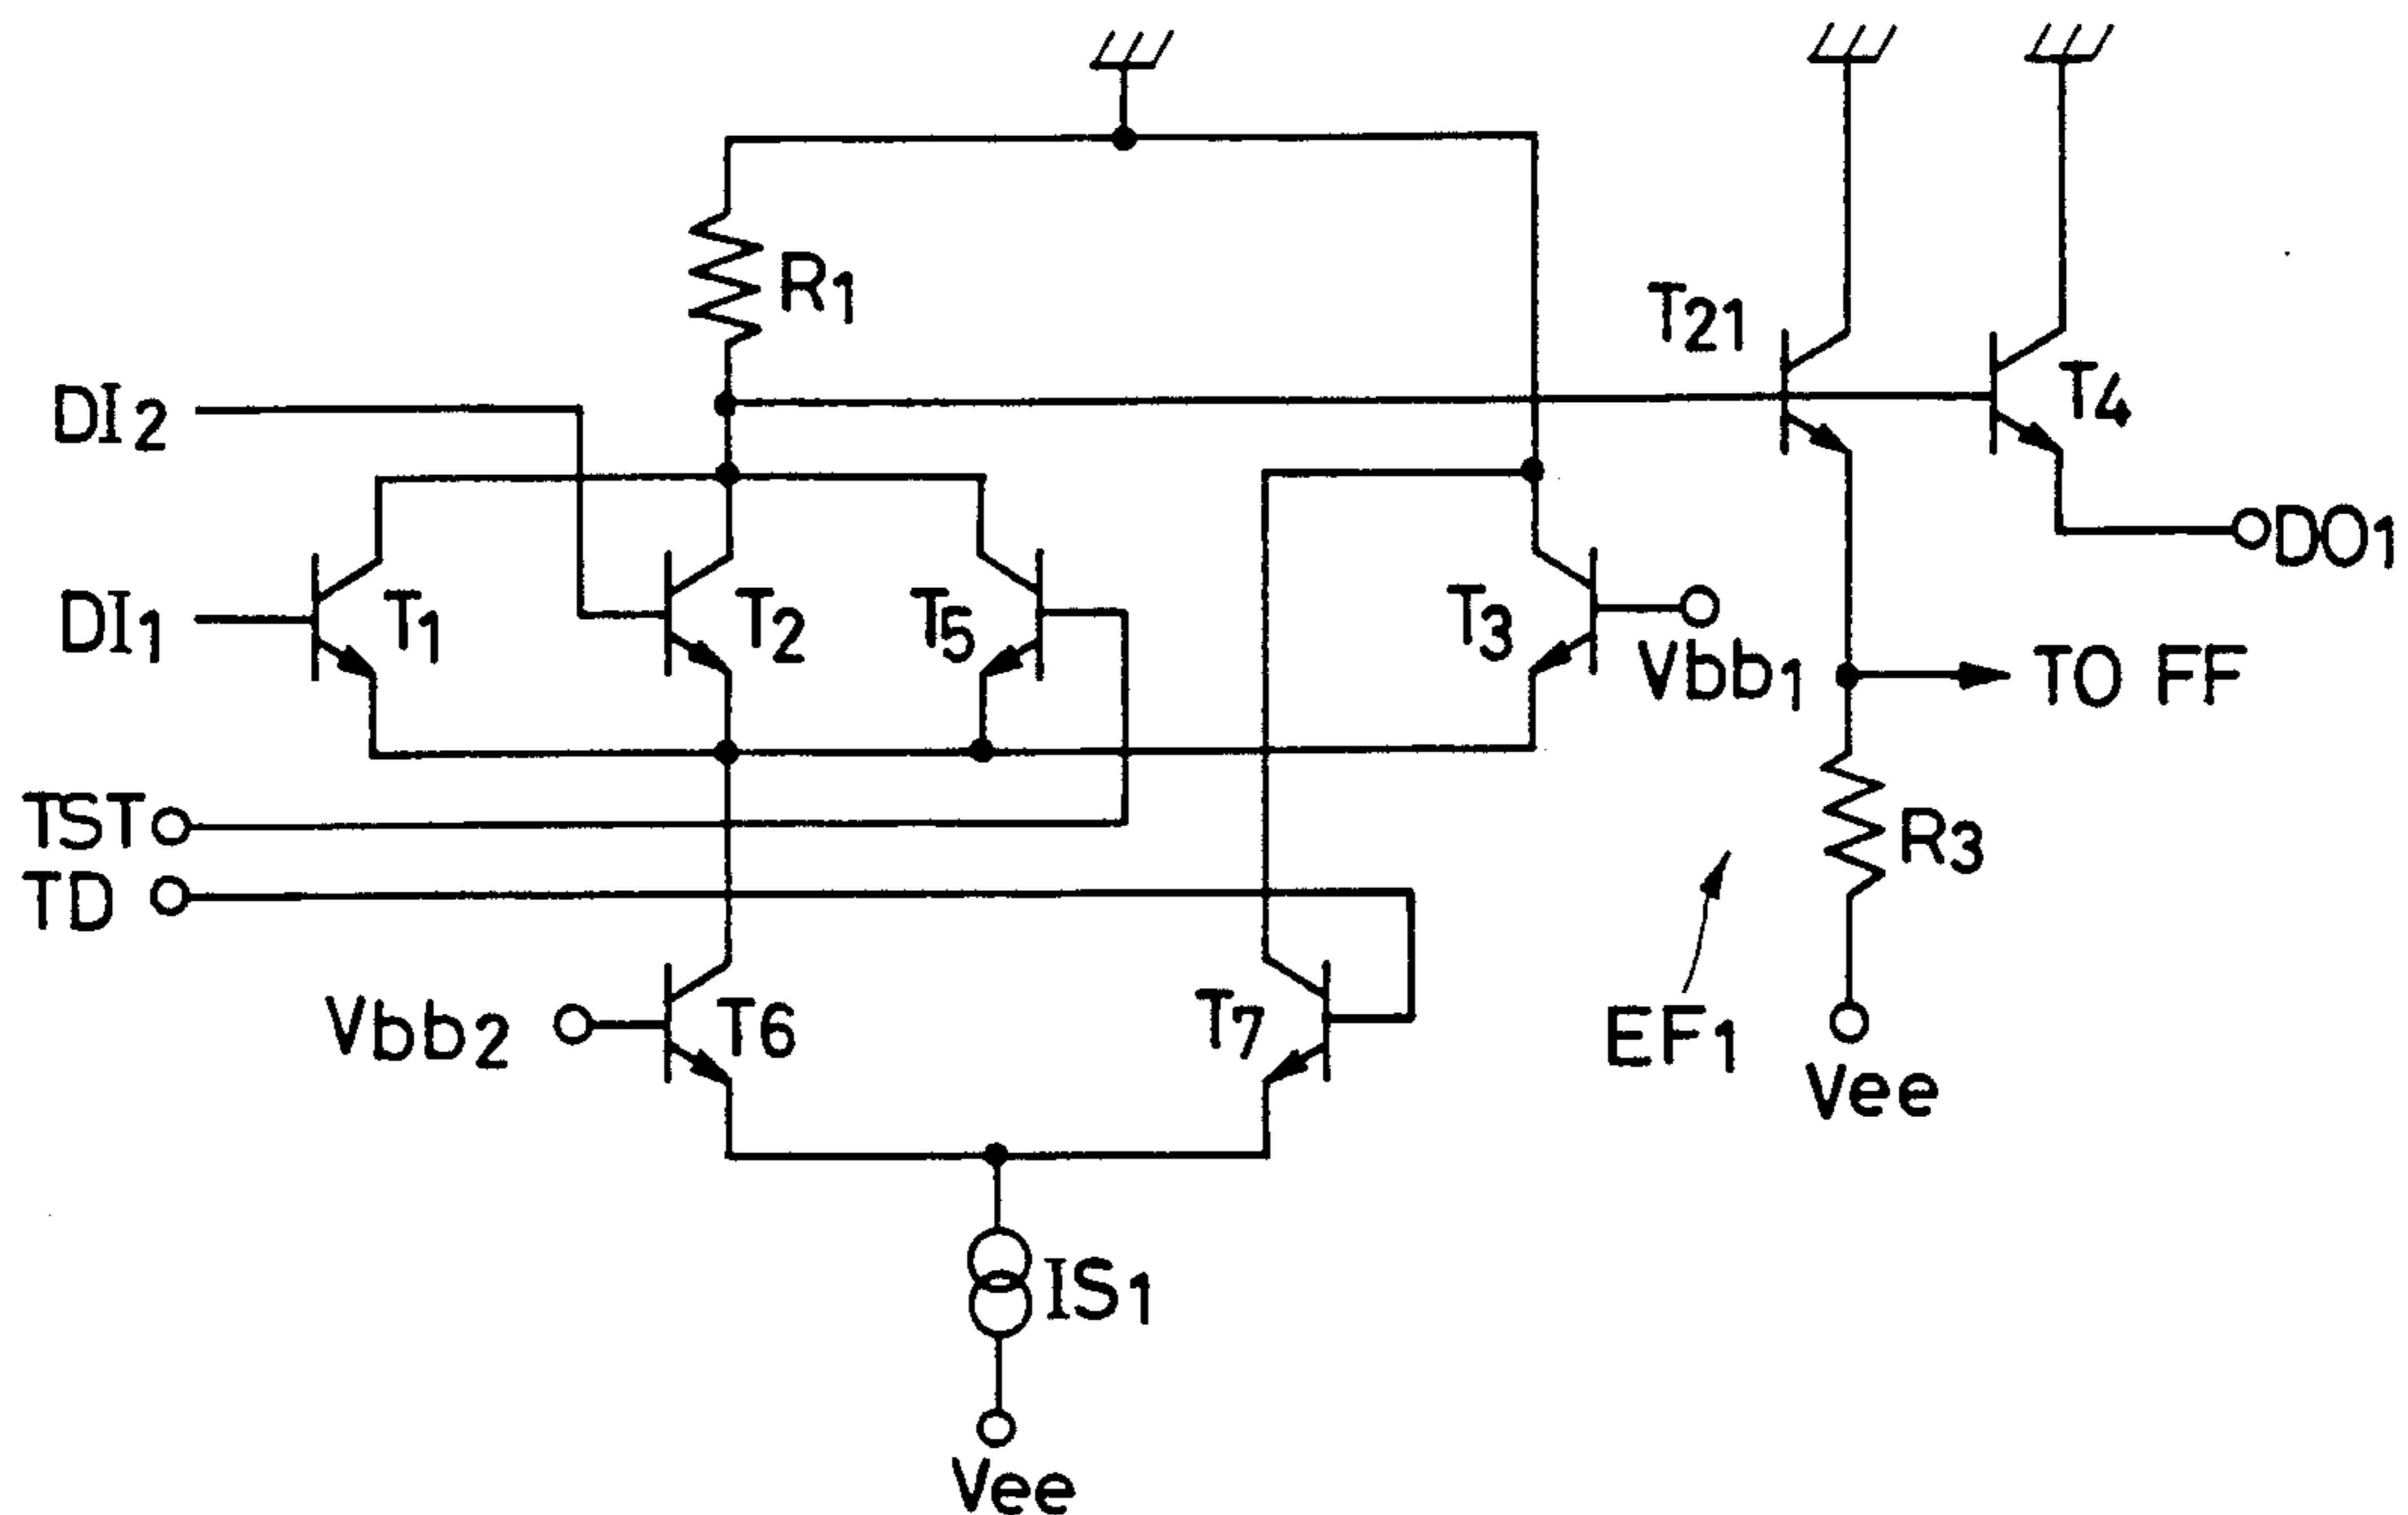 R1
T21
T4
DI2
DO1
DI1
T1
T2
T5
T3
Vbb1
TO FF
TST
TD
R3
Vbb2
T6
T7
EF1
Vee
IS1
Vee